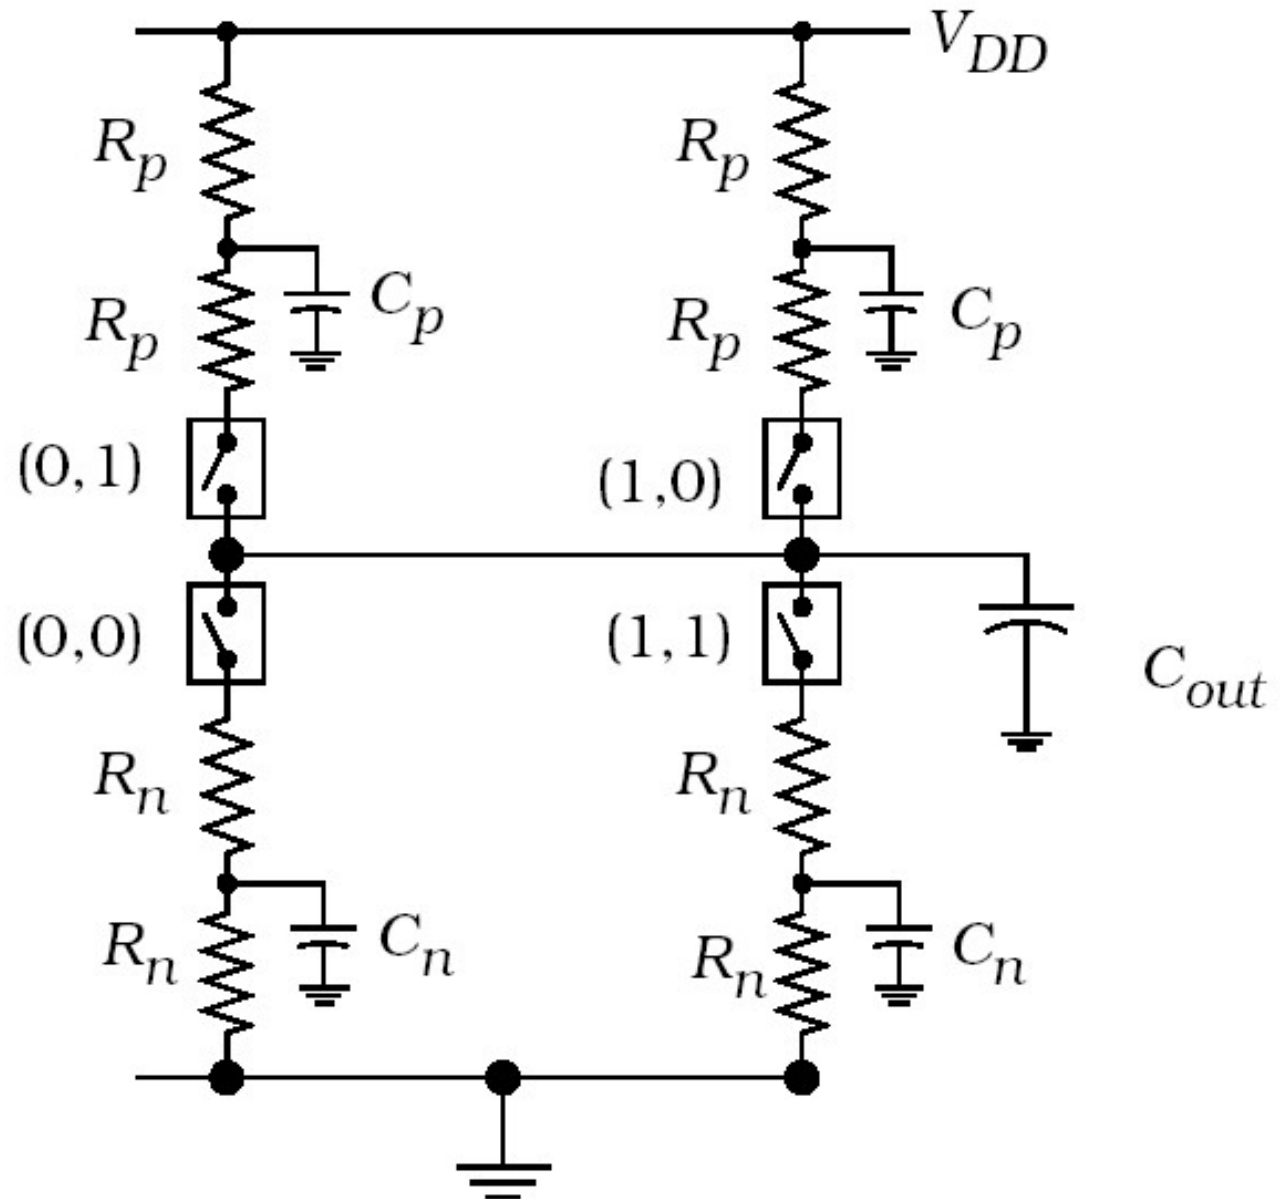 V_DD
R_p
R_p
C_p
C_p
R_p
R_p
(0,1)
(1,0)
(0,0)
(1,1)
C_out
R_n
R_n
C_n
C_n
R_n
R_n